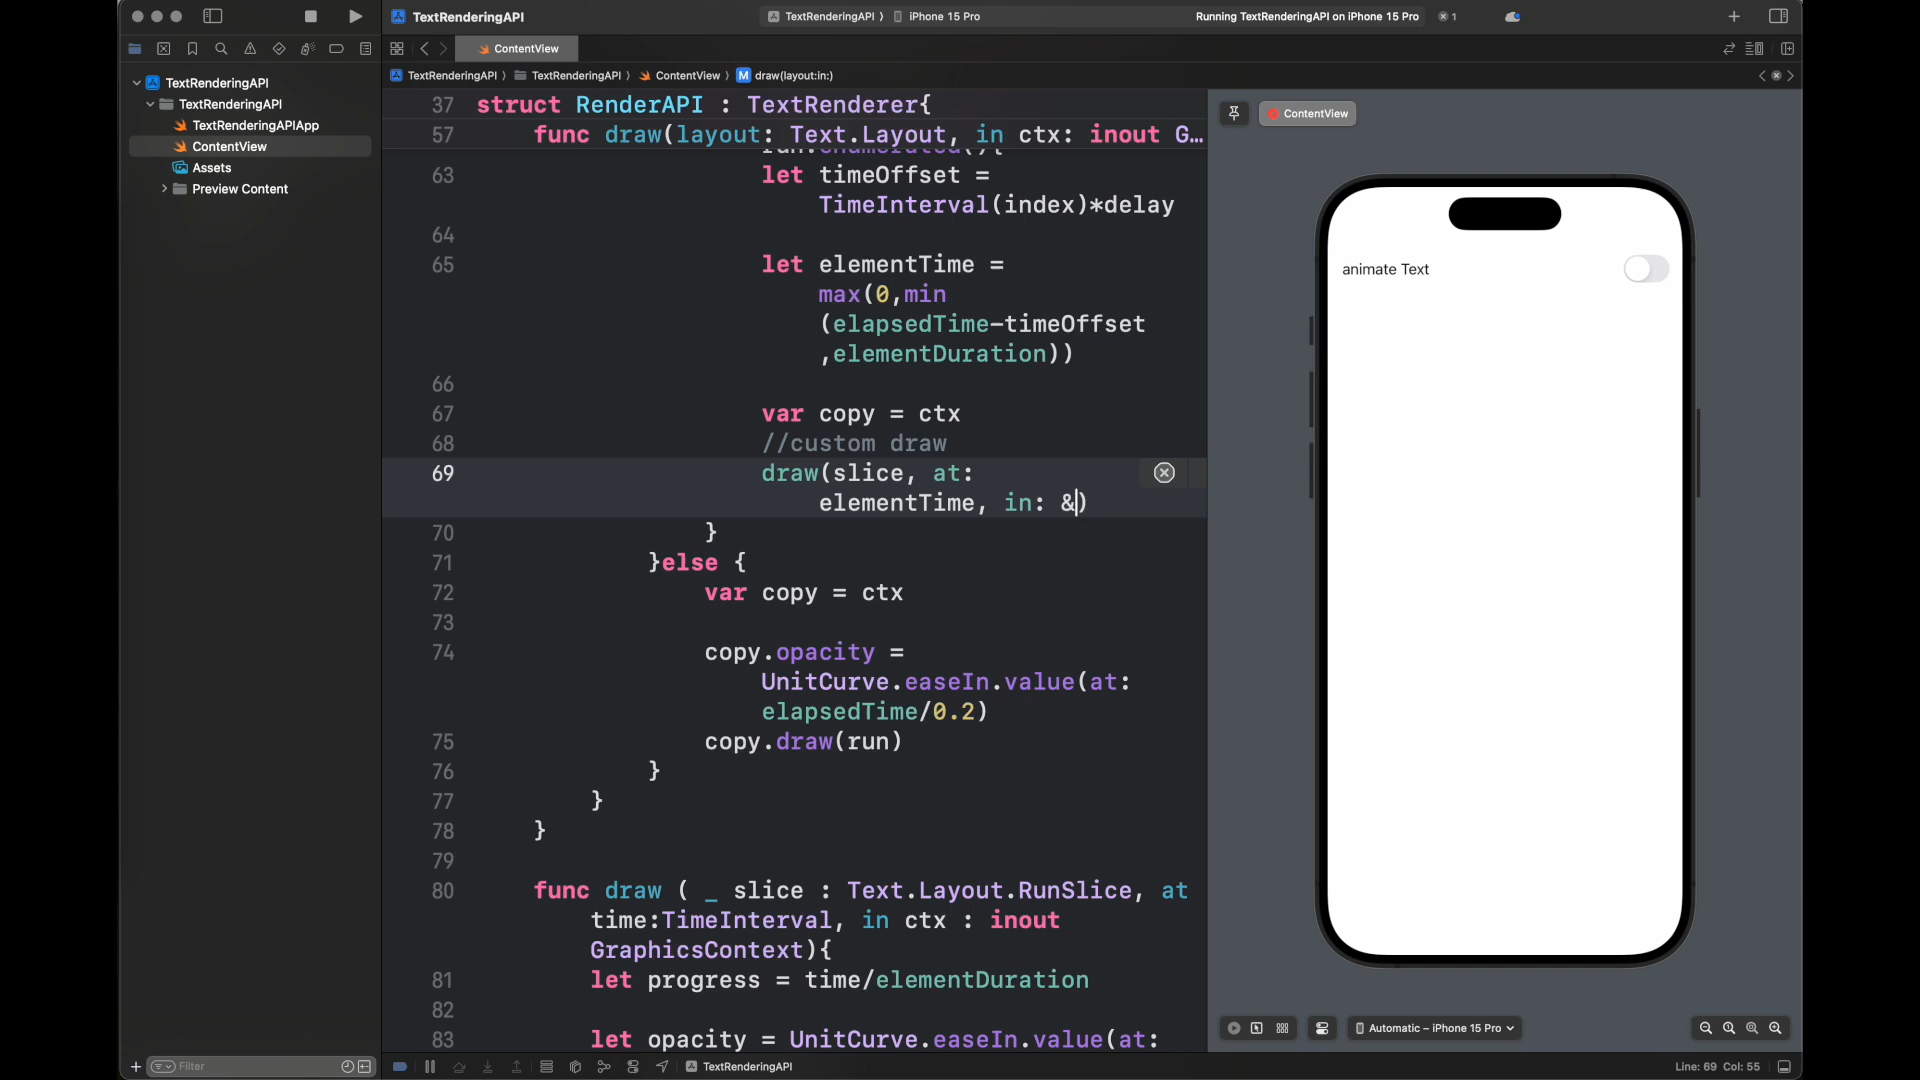 TextRenderingAPI
TextRenderingAPI
iPhone 15 Pro
Running TextRenderingAPI on iPhone 15 Pro
1
ContentView
TextRenderingAPI
TextRenderingAPI
ContentView
M
draw(layout:in:)
TextRenderingAPI
TextRenderingAPI
TextRenderingAPIApp
ContentView
Assets
Preview Content
Filter
37 struct RenderAPI : TextRenderer{
57 func draw(layout: Text.Layout, in ctx: inout G…
run.enumerated(){
63 let timeOffset =
TimeInterval(index)*delay
64
65 let elementTime =
max(0,min
(elapsedTime-timeOffset
,elementDuration))
66
67 var copy = ctx
68 //custom draw
69 draw(slice, at:
elementTime, in: &)
70 }
71 }else {
72 var copy = ctx
73
74 copy.opacity =
UnitCurve.easeIn.value(at:
elapsedTime/0.2)
75 copy.draw(run)
76 }
77 }
78 }
79
80 func draw ( _ slice : Text.Layout.RunSlice, at
time:TimeInterval, in ctx : inout
GraphicsContext){
81 let progress = time/elementDuration
82
83 let opacity = UnitCurve.easeIn.value(at:
ContentView
animate Text
Automatic – iPhone 15 Pro
TextRenderingAPI
Line: 69 Col: 55